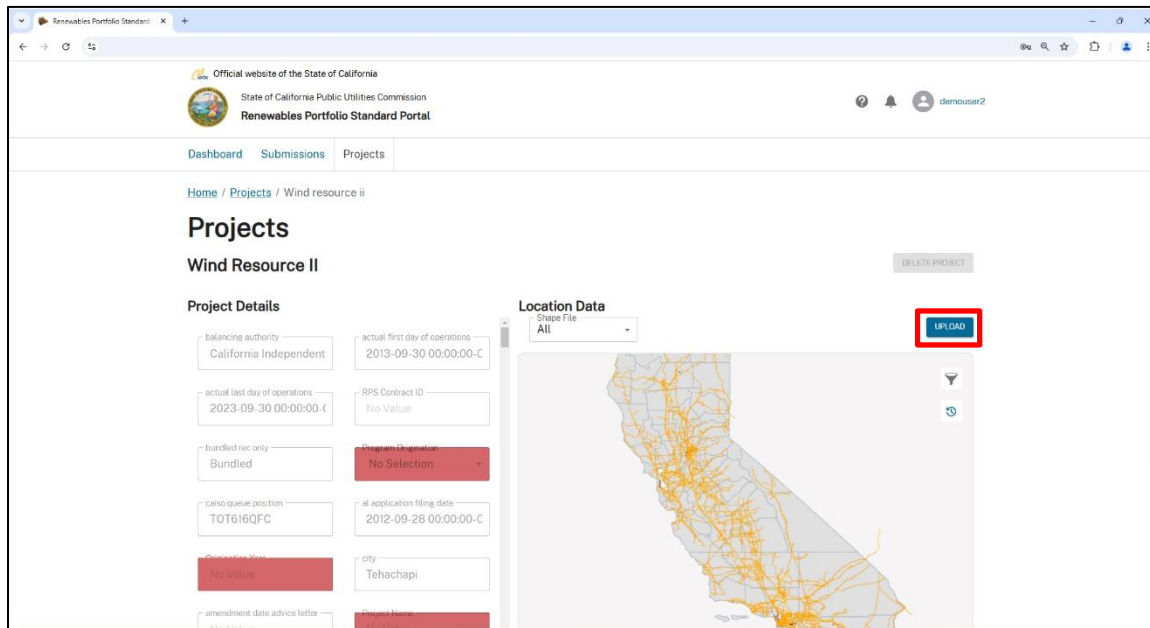 Renewables Portfolio Standard
Official website of the State of California
State of California Public Utilities Commission
Renewables Portfolio Standard Portal
demouser2
Dashboard Submissions Projects
Home / Projects / Wind resource ii
Projects
Wind Resource II
DELETE PROJECT
Project Details
Location Data
Shape File
All
UPLOAD
balancing authority
California Independent
actual first day of operations
2013-09-30 00:00:00-C
actual last day of operations
2023-09-30 00:00:00-(
RPS Contract ID
No Value
bundled rec only
Bundled
Program Origination
No Selection
caiso queue position
TOT616QFC
al application filing date
2012-09-28 00:00:00-C
Origination Year
No Value
city
Tehachapi
amendment date advice letter
No Value
Project Name